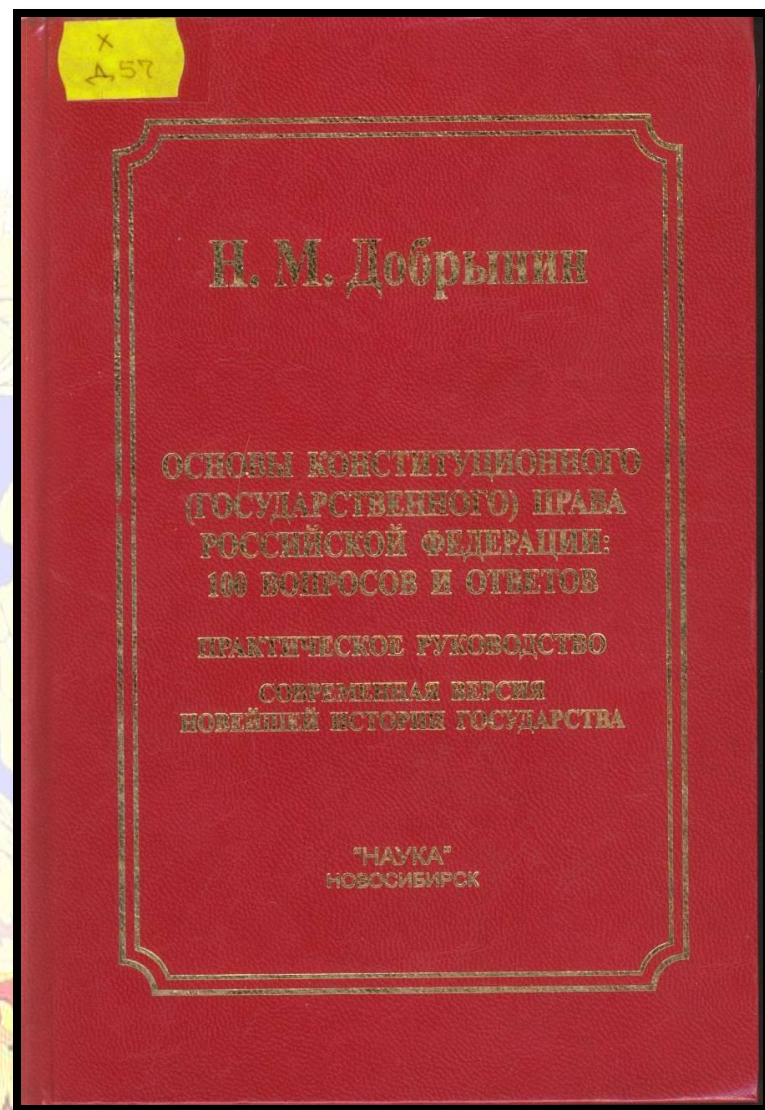 Х
Д57
Н. М. Добрынин
ОСНОВЫ КОНСТИТУЦИОННОГО
(ГОСУДАРСТВЕННОГО) ПРАВА
РОССИЙСКОЙ ФЕДЕРАЦИИ:
100 ВОПРОСОВ И ОТВЕТОВ
ПРАКТИЧЕСКОЕ РУКОВОДСТВО
СОВРЕМЕННАЯ ВЕРСИЯ
НОВЕЙШЕЙ ИСТОРИИ ГОСУДАРСТВА
"НАУКА"
НОВОСИБИРСК